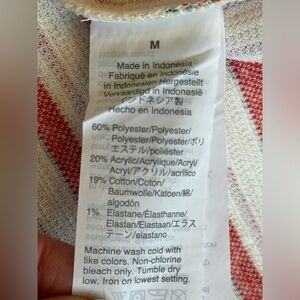 M
Made in Indonesia
Fabriqué en Indonésie
in Indonesien Hergestellt
Vervaardigd in Indonesië
インドネシア製
Hecho en Indonesia
60% Polyester/Polyester/
Polyester/Polyester/ポリ
エステル/poliéster
20% Acrylic/Acrylique/Acryl/
Acryl/アクリル/acrílico
19% Cotton/Coton/
Baumwolle/Katoen/綿/
algodón
1% Elastane/Élasthanne/
Elastan/Elastaan/エラス
テーン/elastano
Machine wash cold with
like colors. Non-chlorine
bleach only. Tumble dry
low. Iron on lowest setting.